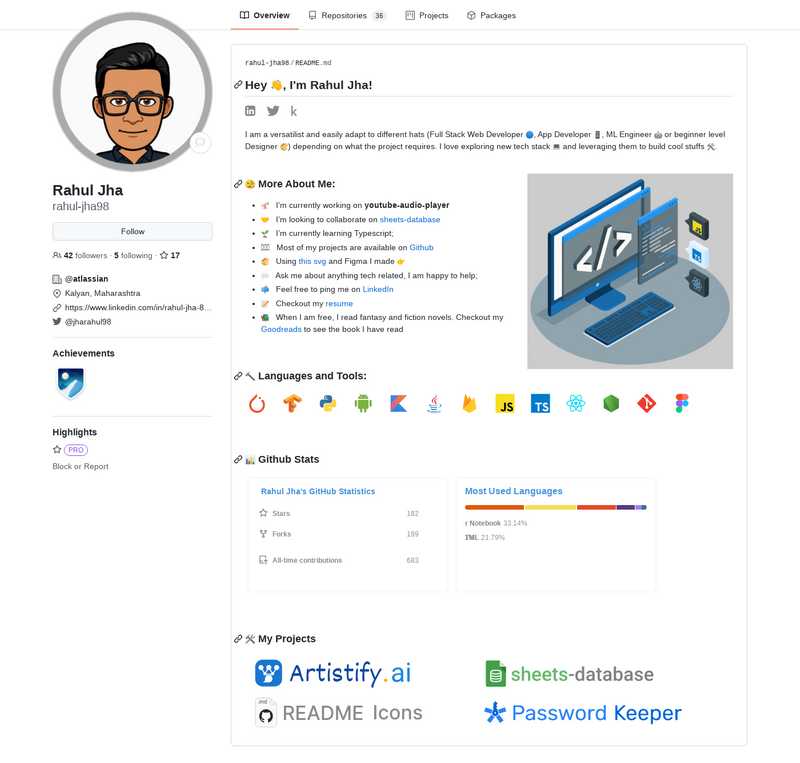 Overview
Repositories 36
Projects
Packages
Rahul Jha
rahul-jha98
Follow
42 followers · 5 following · 17
@atlassian
Kalyan, Maharashtra
https://www.linkedin.com/in/rahul-jha-8...
@jharahul98
Achievements
Highlights
PRO
Block or Report
rahul-jha98 / README.md
Hey 👋, I'm Rahul Jha!
k
I am a versatilist and easily adapt to different hats (Full Stack Web Developer 🌐, App Developer 📱, ML Engineer 🤖 or beginner level
Designer 🎨) depending on what the project requires. I love exploring new tech stack 💻 and leveraging them to build cool stuffs 🛠️.
More About Me:
I'm currently working on youtube-audio-player
I'm looking to collaborate on sheets-database
I'm currently learning Typescript;
Most of my projects are available on Github
Using this svg and Figma I made 👉
Ask me about anything tech related, I am happy to help;
Feel free to ping me on LinkedIn
Checkout my resume
When I am free, I read fantasy and fiction novels. Checkout my
Goodreads to see the book I have read
</>
JS
TS
Languages and Tools:
JS
TS
Github Stats
Rahul Jha's GitHub Statistics
Stars 182
Forks 189
All-time contributions 683
Most Used Languages
Notebook 33.14%
21.79%
My Projects
Artistify.ai
sheets-database
.md
README Icons
Password Keeper